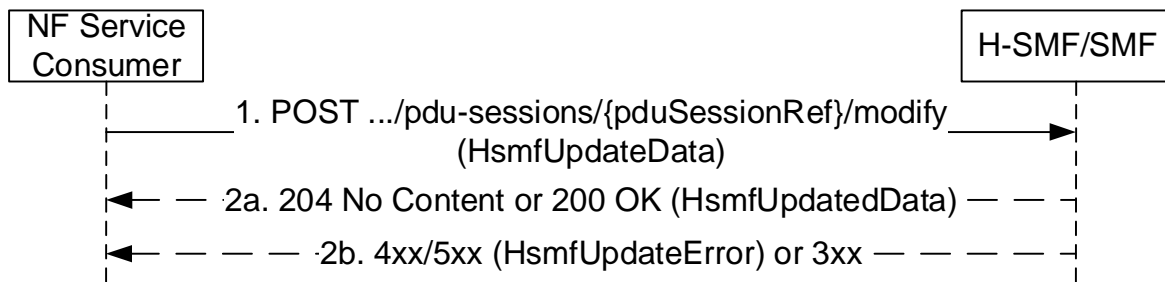 NF Service
Consumer
H-SMF/SMF
1. POST .../pdu-sessions/{pduSessionRef}/modify
(HsmfUpdateData)
2a. 204 No Content or 200 OK (HsmfUpdatedData)
2b. 4xx/5xx (HsmfUpdateError) or 3xx